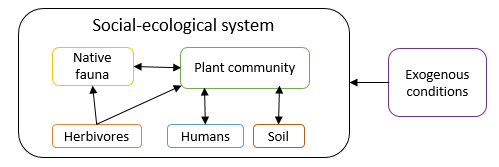 Social-ecological system
Native
fauna
Plant community
Exogenous
conditions
Herbivores
Humans
Soil